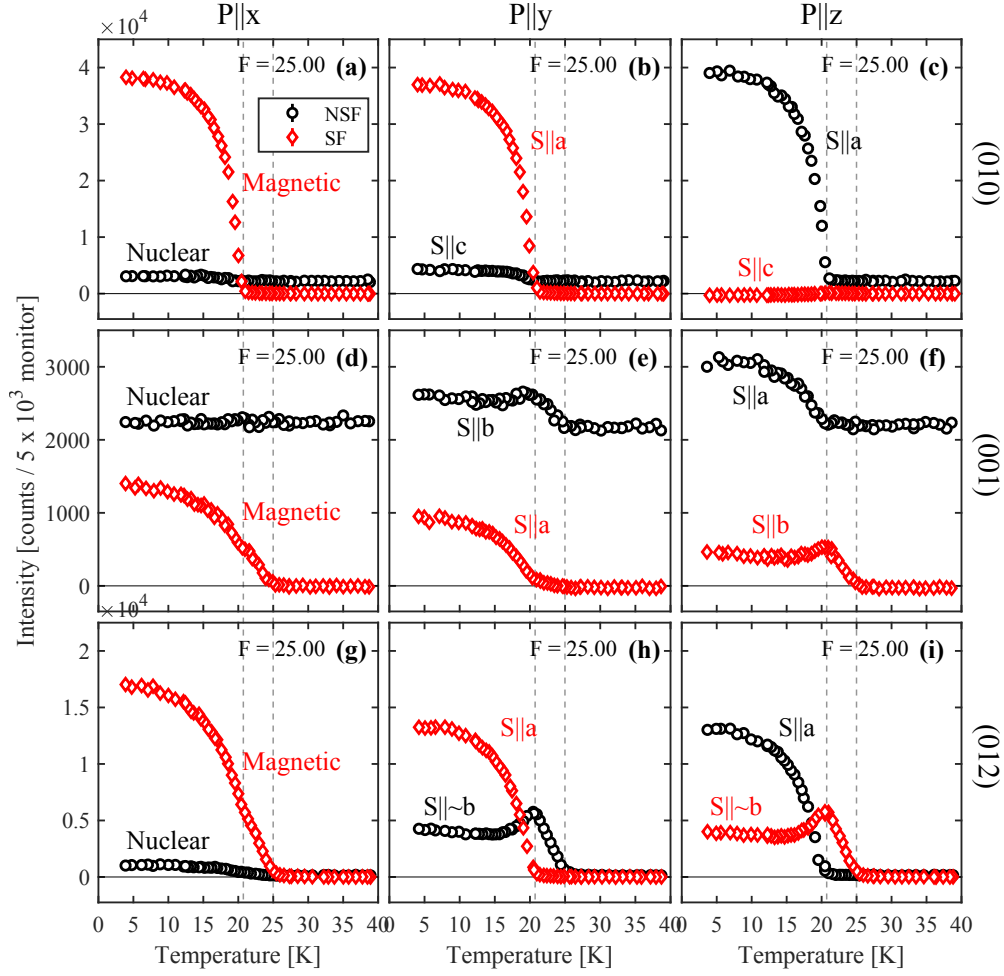 P||x
P||y
P||z
×10⁴
F = 25.00 (a)
NSF
SF
Magnetic
Nuclear
0
1
2
3
4
F = 25.00 (b)
S||a
S||c
F = 25.00 (c)
S||a
S||c
(010)
F = 25.00 (d)
Nuclear
Magnetic
0
1000
2000
3000
F = 25.00 (e)
S||b
S||a
F = 25.00 (f)
S||a
S||b
(001)
Intensity [counts / 5 x 10³ monitor]
×10⁴
F = 25.00 (g)
Magnetic
Nuclear
0
0.5
1
1.5
2
0 5 10 15 20 25 30 35 40
Temperature [K]
F = 25.00 (h)
S||a
S||~b
5 10 15 20 25 30 35 40
Temperature [K]
F = 25.00 (i)
S||a
S||~b
5 10 15 20 25 30 35 40
Temperature [K]
(012)